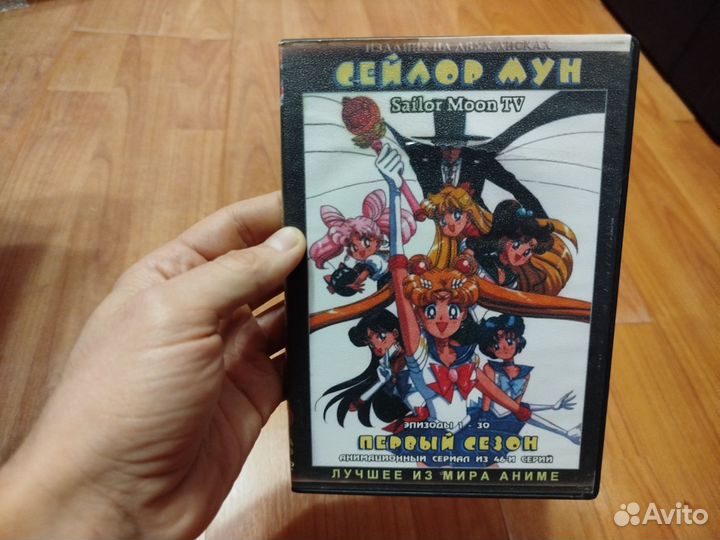 ИЗДАНИЕ НА ДВУХ ДИСКАХ
СЕЙЛОР МУН
Sailor Moon TV
ЭПИЗОДЫ 1 - 30
ПЕРВЫЙ СЕЗОН
АНИМАЦИОННЫЙ СЕРИАЛ ИЗ 46-И СЕРИЙ
ЛУЧШЕЕ ИЗ МИРА АНИМЕ
Avito